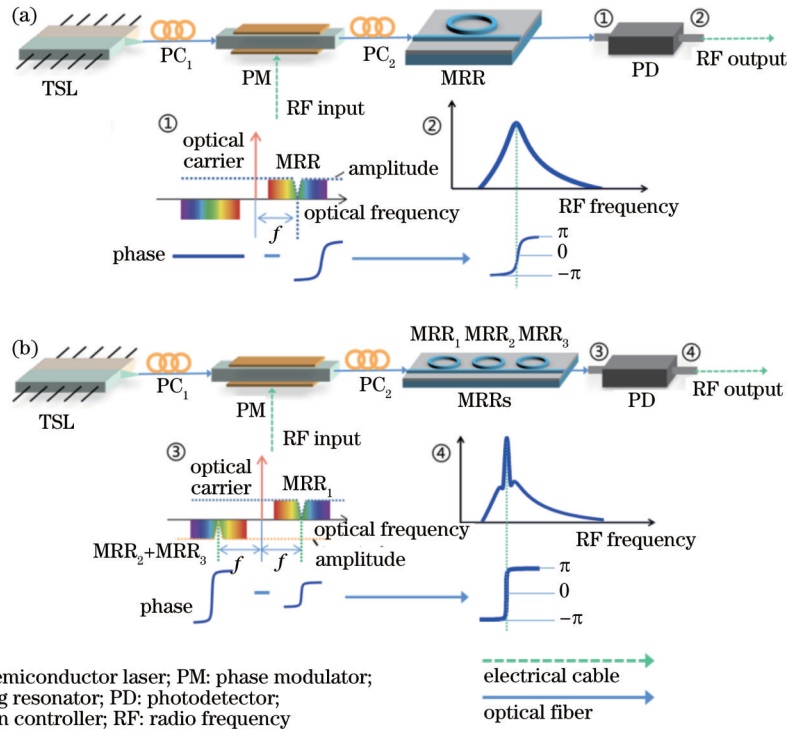 (a)
PC₁
PC₂
①
②
TSL
PM
MRR
PD
RF output
RF input
①
optical
carrier
MRR
amplitude
optical frequency
f
phase
②
RF frequency
π
0
−π
(b)
MRR₁ MRR₂ MRR₃
PC₁
PC₂
③
④
TSL
PM
MRRs
PD
RF output
RF input
③
optical
carrier
MRR₁
optical frequency
MRR₂+MRR₃
f
f
amplitude
phase
④
RF frequency
π
0
−π
emiconductor laser; PM: phase modulator;
g resonator; PD: photodetector;
n controller; RF: radio frequency
electrical cable
optical fiber